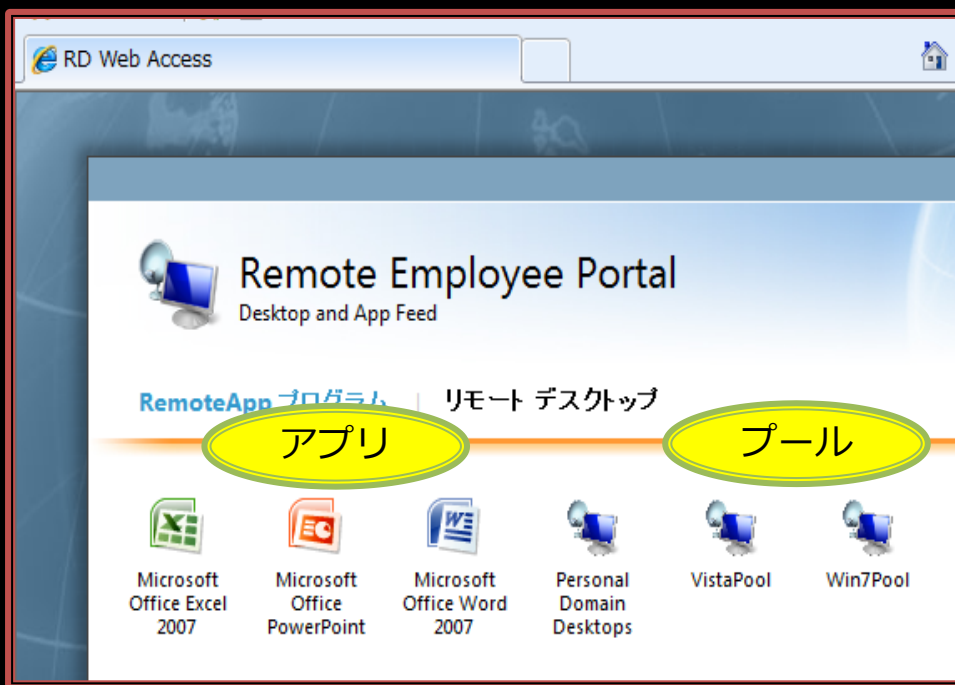 RD Web Access
Remote Employee Portal
Desktop and App Feed
RemoteApp プログラム | リモート デスクトップ
アプリ
プール
Microsoft Office Excel 2007
Microsoft Office PowerPoint
Microsoft Office Word 2007
Personal Domain Desktops
VistaPool
Win7Pool